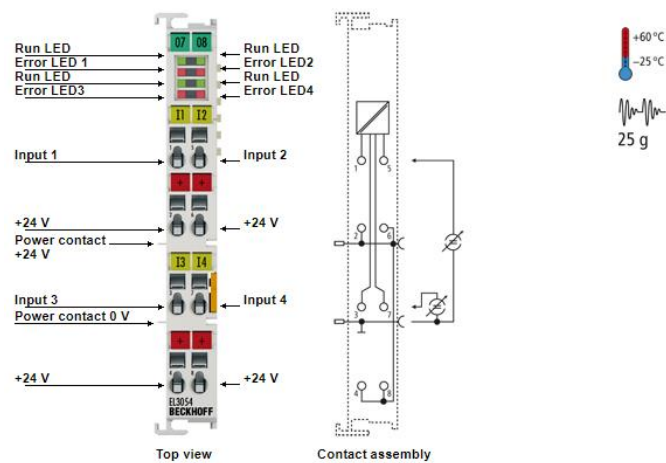 07 08
Run LED Run LED
Error LED 1 Error LED2
Run LED Run LED
Error LED3 Error LED4
I1 I2
Input 1 Input 2
+ +
+24 V +24 V
Power contact
+24 V
I3 I4
Input 3 Input 4
Power contact 0 V
+ +
+24 V +24 V
EL3054
BECKHOFF
Top view
1 5
2 6
3 7
4 8
Contact assembly
+60 °C
-25 °C
25 g